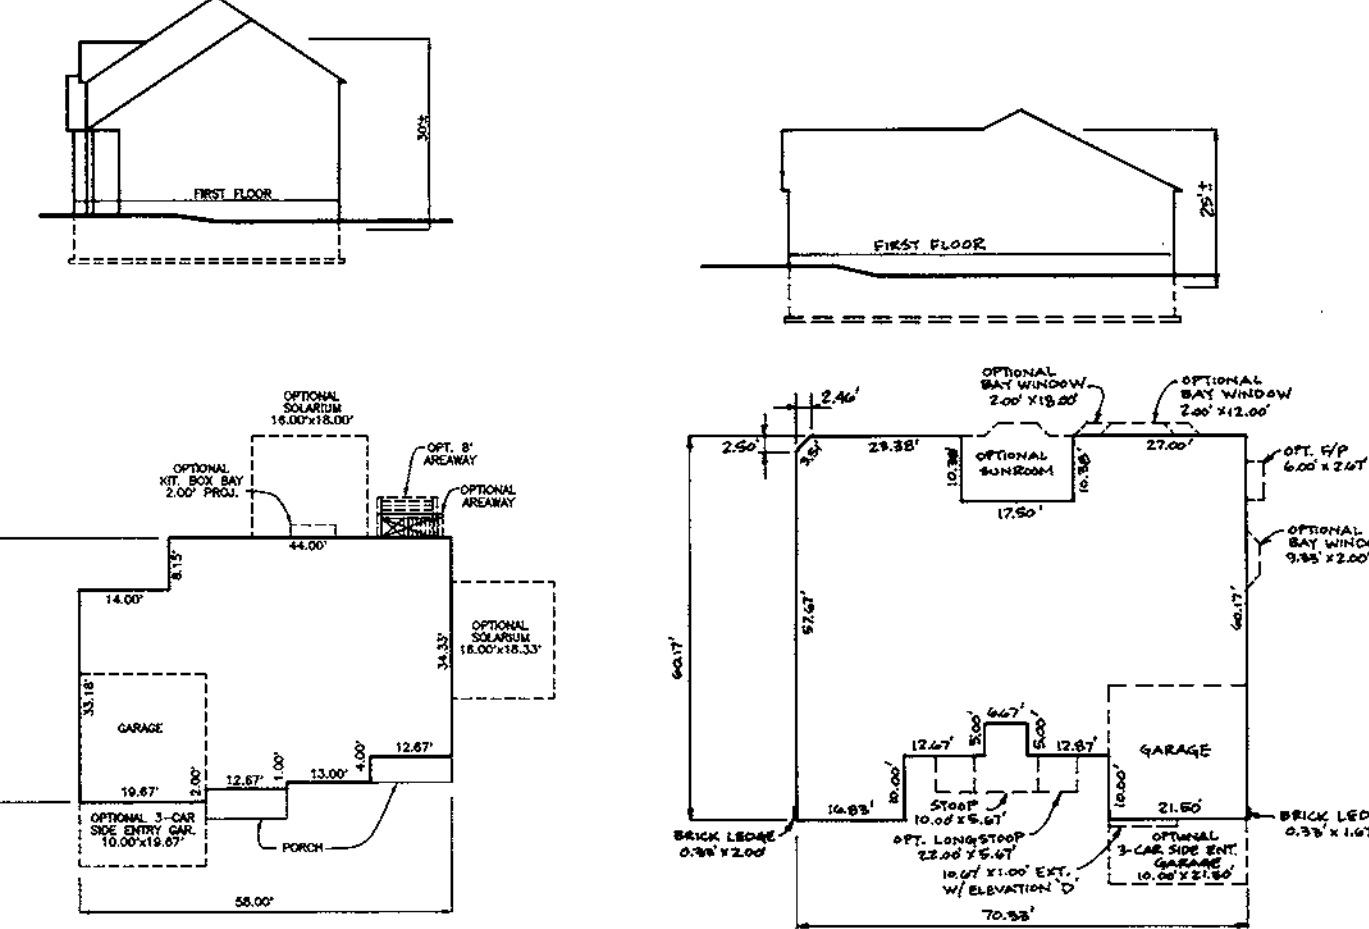 30'±
FIRST FLOOR
25'±
FIRST FLOOR
OPTIONAL
SOLARIUM
16.00'x18.00'
OPT. 8'
AREAWAY
OPTIONAL
KIT. BOX BAY
2.00' PROJ.
OPTIONAL
AREAWAY
44.00'
8.15'
14.00'
OPTIONAL
SOLARIUM
16.00'x18.33'
34.33'
33.18'
GARAGE
19.67'
2.00'
12.67'
1.00'
13.00'
4.00'
12.67'
OPTIONAL 3-CAR
SIDE ENTRY GAR.
10.00'x19.67'
PORCH
58.00'
2.46'
2.50'
3.51'
23.38'
OPTIONAL
BAY WINDOW
2.00' X 18.00'
OPTIONAL
BAY WINDOW
2.00' X 12.00'
27.00'
10.38'
OPTIONAL
SUNROOM
10.38'
17.50'
OPT. F/P
6.00' X 2.67'
OPTIONAL
BAY WINDO
9.33' X 2.00'
60.17'
57.67'
60.17'
6.67'
5.00'
5.00'
12.67'
12.87'
10.00'
GARAGE
10.00'
16.83'
21.50'
STOOP
10.00' X 5.67'
OPT. LONG STOOP
22.00' X 5.67'
10.67' X 1.00' EXT.
W/ ELEVATION 'D'
OPTIONAL
3-CAR SIDE ENT.
GARAGE
10.00' X 21.50'
BRICK LEDGE
0.33' X 2.00'
BRICK LED
0.33' X 1.67
70.33'